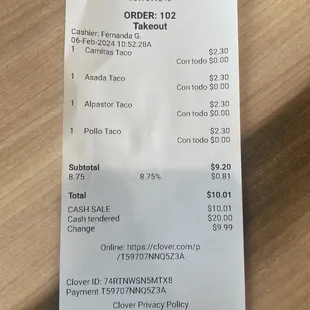 ORDER: 102
Takeout
Cashier: Fernanda G.
06-Feb-2024 10:52:28A
1 Carnitas Taco $2.30
Con todo $0.00
1 Asada Taco $2.30
Con todo $0.00
1 Alpastor Taco $2.30
Con todo $0.00
1 Pollo Taco $2.30
Con todo $0.00
Subtotal $9.20
8.75 8.75% $0.81
Total $10.01
CASH SALE $10.01
Cash tendered $20.00
Change $9.99
Online: https://clover.com/p
/T59707NNQ5Z3A
Clover ID: 74RTNWSN5MTX8
Payment T59707NNQ5Z3A
Clover Privacy Policy